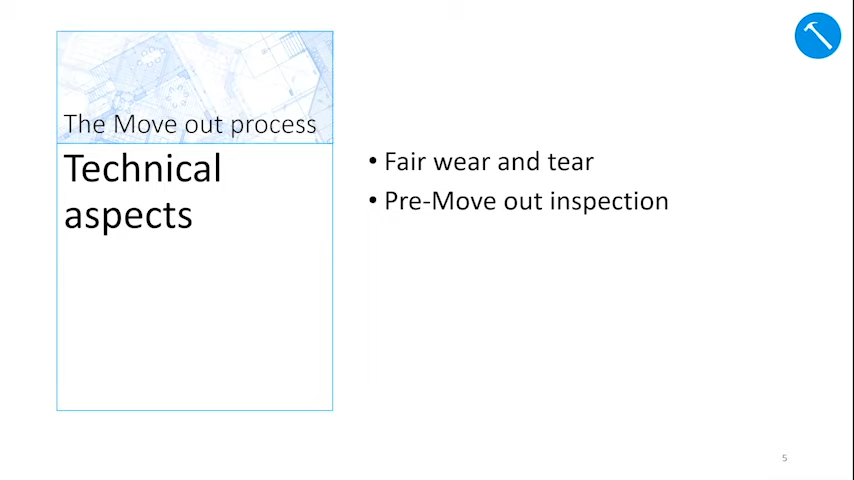 The Move out process
Technical
aspects
• Fair wear and tear
• Pre-Move out inspection
5